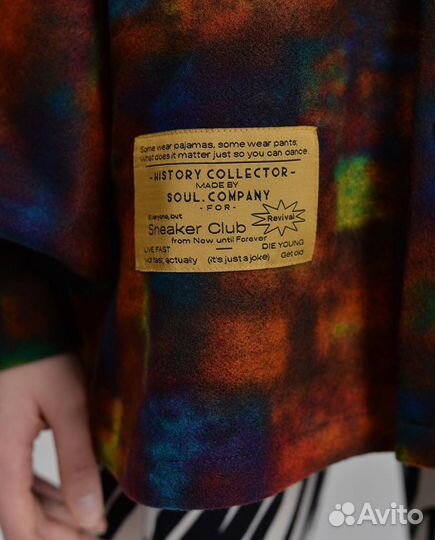 Some wear pajamas, some wear pants;
What does it matter just so you can dance.
-HISTORY COLLECTOR-
MADE BY
SOUL.COMPANY
- FOR -
Everyone, but
Revival
Sneaker Club
from Now until Forever
LIVE FAST
DIE YOUNG
fast, actually
(it's just a joke)
Get old
Avito